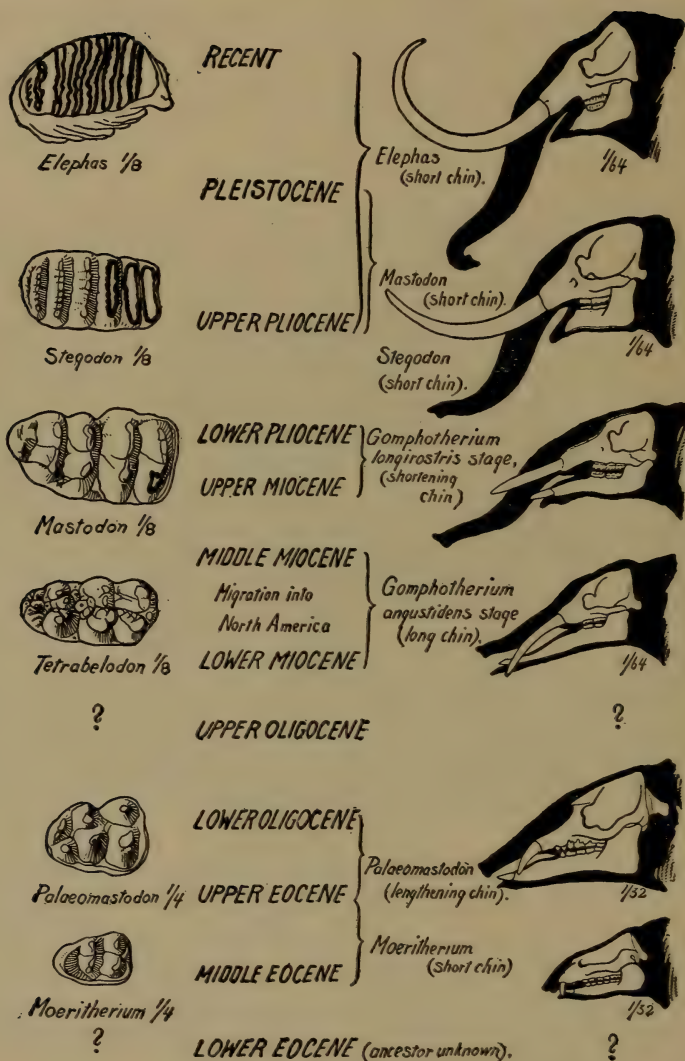 RECENT
Elephas 1/8
Elephas
(short chin).
1/64
PLEISTOCENE
Mastodon
(short chin).
UPPER PLIOCENE
1/64
Stegodon 1/8
Stegodon
(short chin).
LOWER PLIOCENE
Gomphotherium
longirostris stage,
(shortening
chin)
UPPER MIOCENE
Mastodon 1/8
MIDDLE MIOCENE
Migration into
North America
Gomphotherium
angustidens stage
(long chin).
LOWER MIOCENE
Tetrabelodon 1/8
1/64
?
?
UPPER OLIGOCENE
LOWER OLIGOCENE
Palaeomastodon 1/4
UPPER EOCENE
Palaeomastodon
(lengthening chin).
1/32
Moeritherium
(short chin)
MIDDLE EOCENE
1/32
Moeritherium 1/4
?
LOWER EOCENE (ancestor unknown),
?